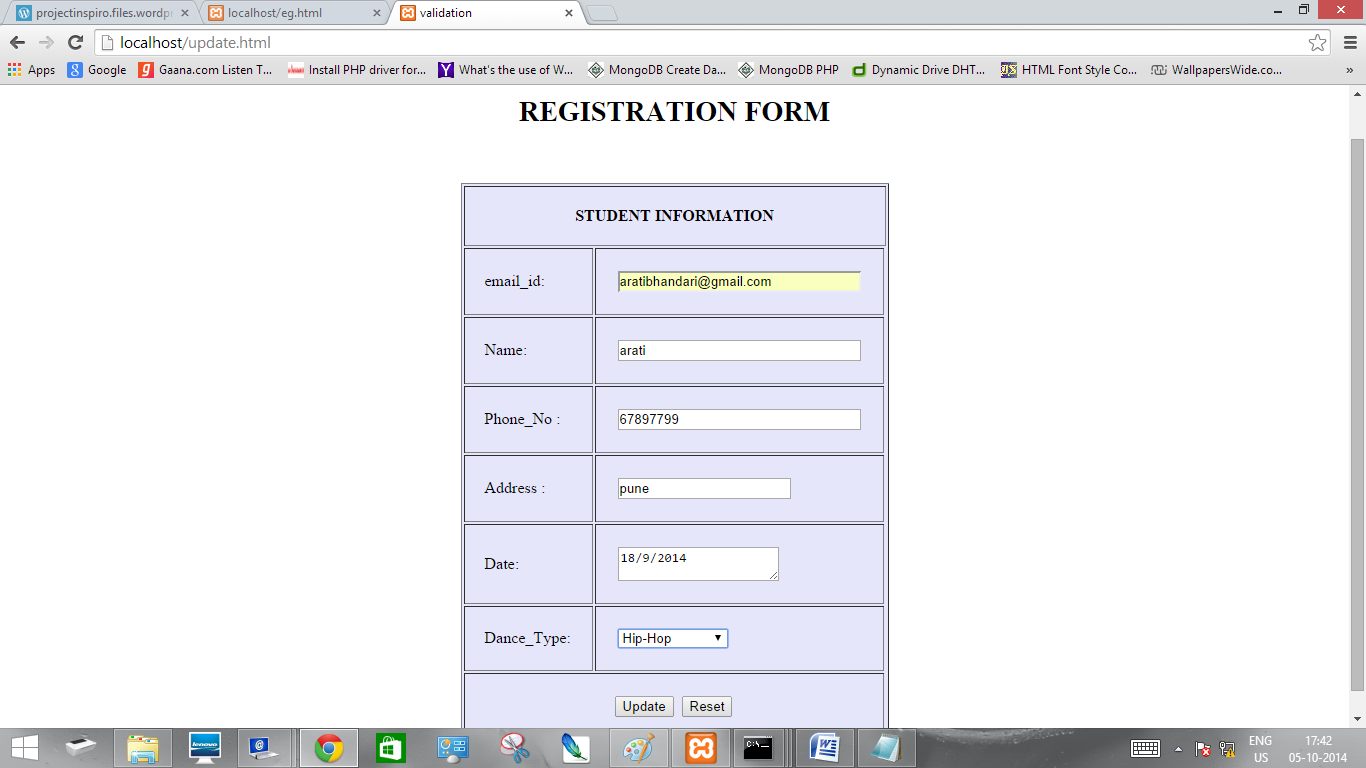 projectinspiro.files.wordpr localhost/eg.html validation
localhost/update.html
Apps Google Gaana.com Listen T... Install PHP driver for... What's the use of W... MongoDB Create Da... MongoDB PHP Dynamic Drive DHT... HTML Font Style Co... WallpapersWide.co... »
REGISTRATION FORM
STUDENT INFORMATION
email_id: aratibhandari@gmail.com
Name: arati
Phone_No : 67897799
Address : pune
Date: 18/9/2014
Dance_Type: Hip-Hop
Update Reset
lenovo C:\_ ENG 17:42
US 05-10-2014